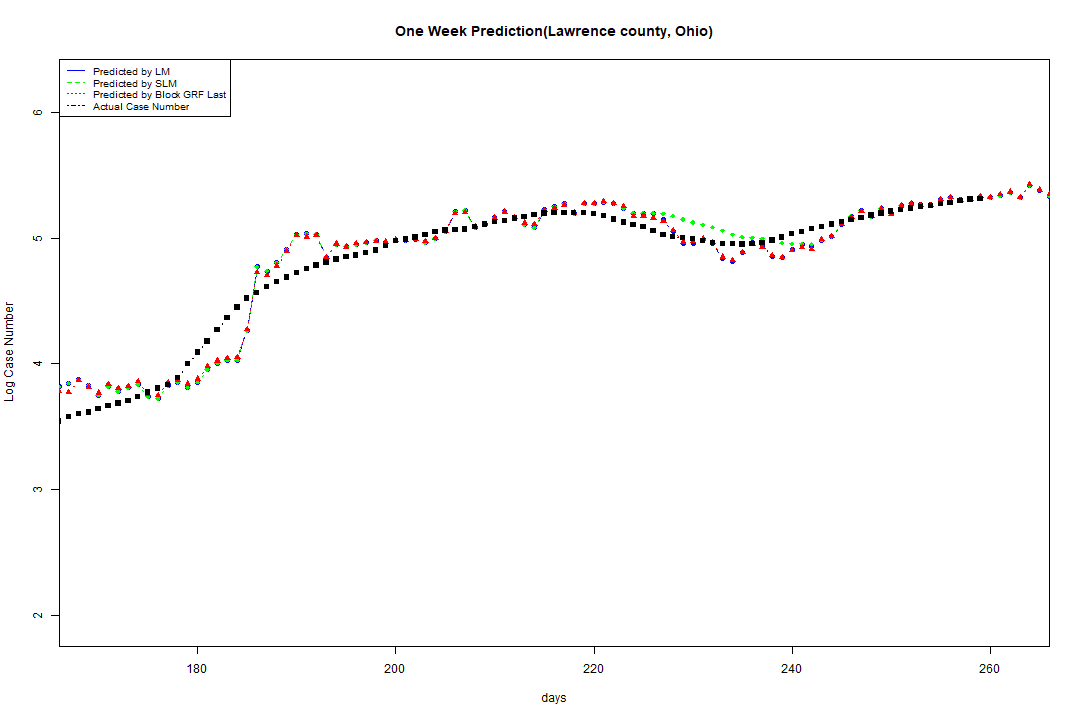 One Week Prediction(Lawrence county, Ohio)
Predicted by LM
Predicted by SLM
Predicted by Block GRF Last
Actual Case Number
6
5
4
3
2
Log Case Number
180 200 220 240 260
days